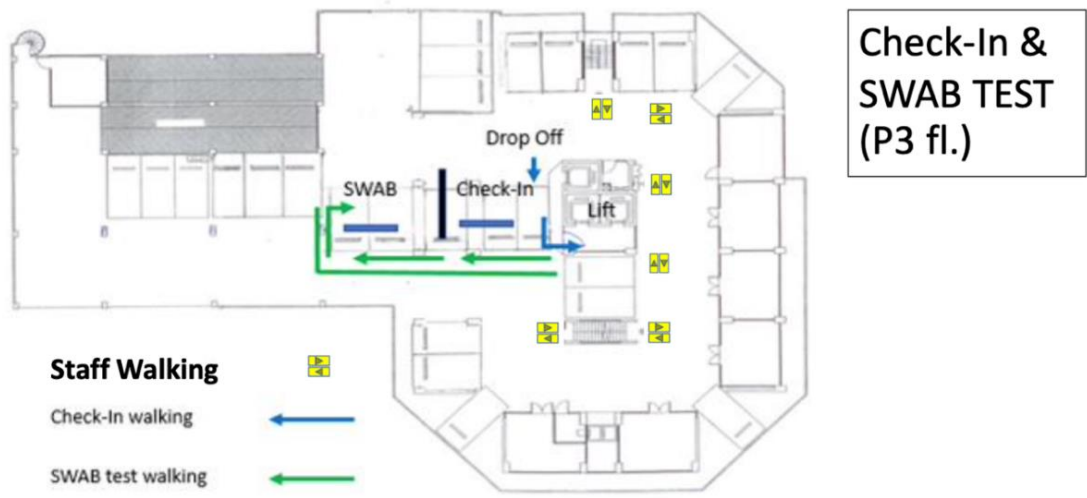 Check-In &
SWAB TEST
(P3 fl.)
Drop Off
SWAB
Check-In
Lift
Staff Walking
Check-In walking
SWAB test walking